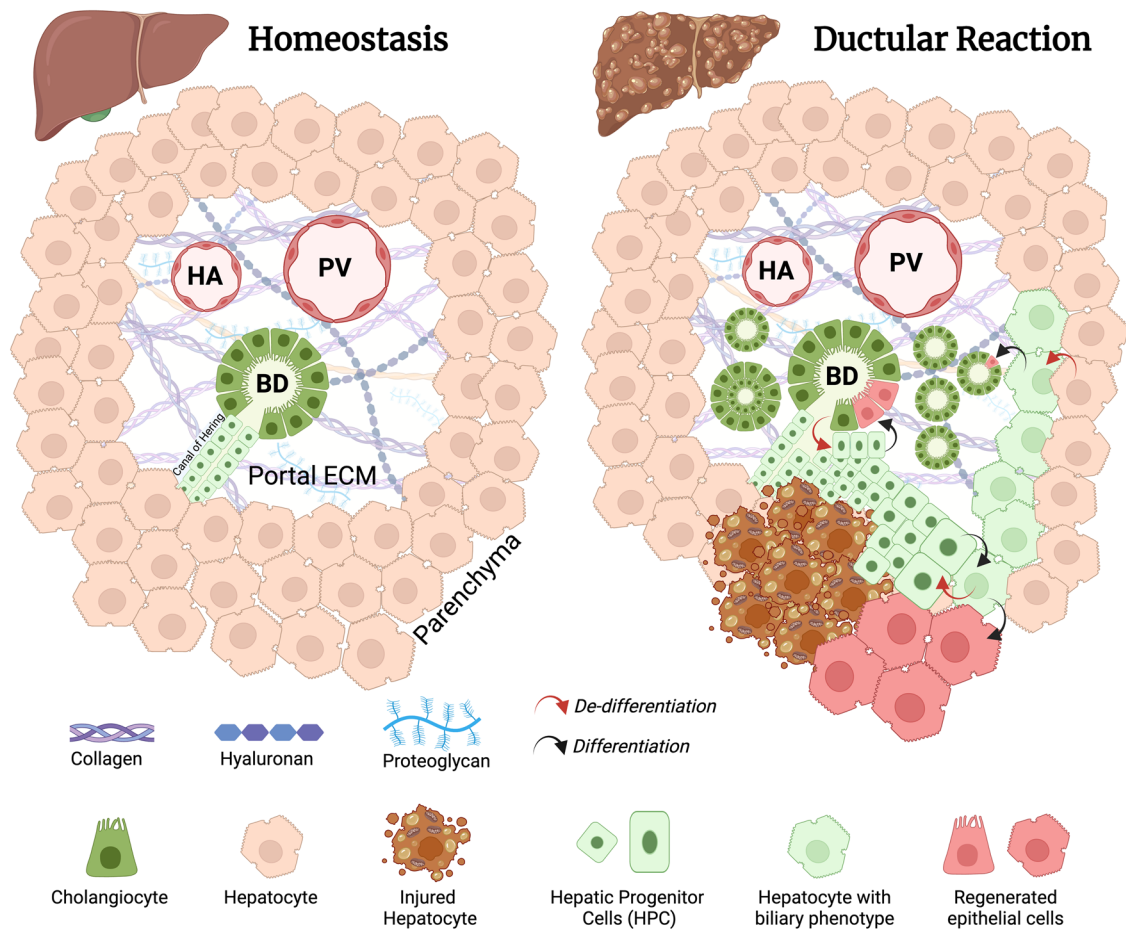 Homeostasis
Ductular Reaction
HA
PV
BD
Canal of Hering
Portal ECM
Parenchyma
HA
PV
BD
Collagen
Hyaluronan
Proteoglycan
De-differentiation
Differentiation
Cholangiocyte
Hepatocyte
Injured
Hepatocyte
Hepatic Progenitor
Cells (HPC)
Hepatocyte with
biliary phenotype
Regenerated
epithelial cells